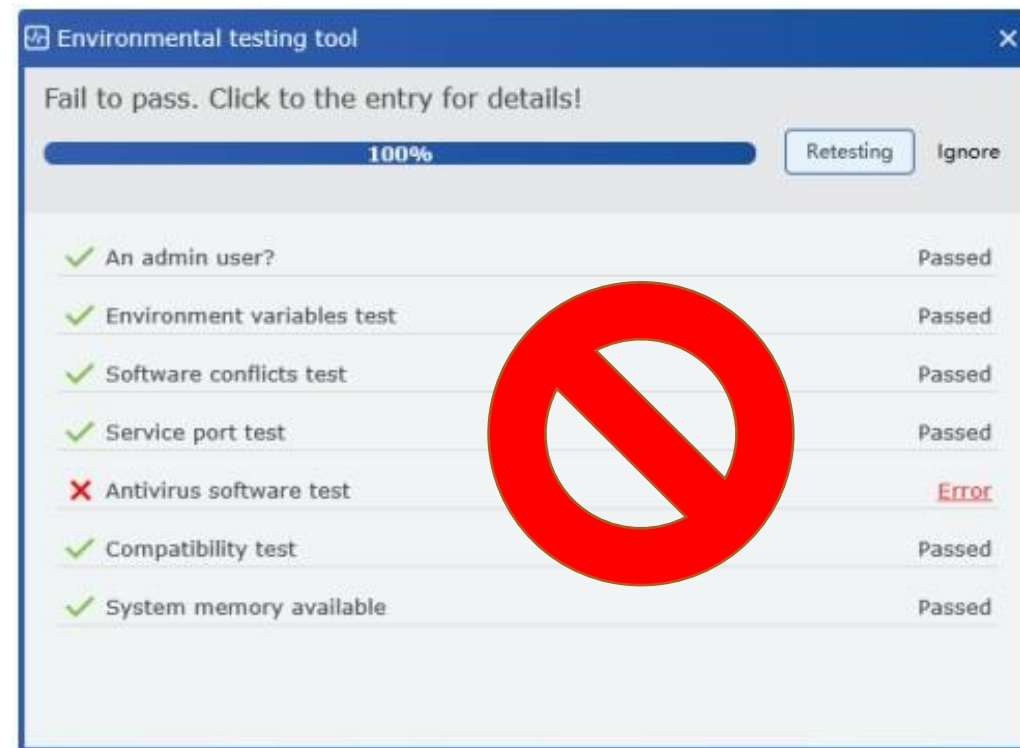 Environmental testing tool
Fail to pass. Click to the entry for details!
100% Retesting Ignore
An admin user? Passed
Environment variables test Passed
Software conflicts test Passed
Service port test Passed
Antivirus software test Error
Compatibility test Passed
System memory available Passed